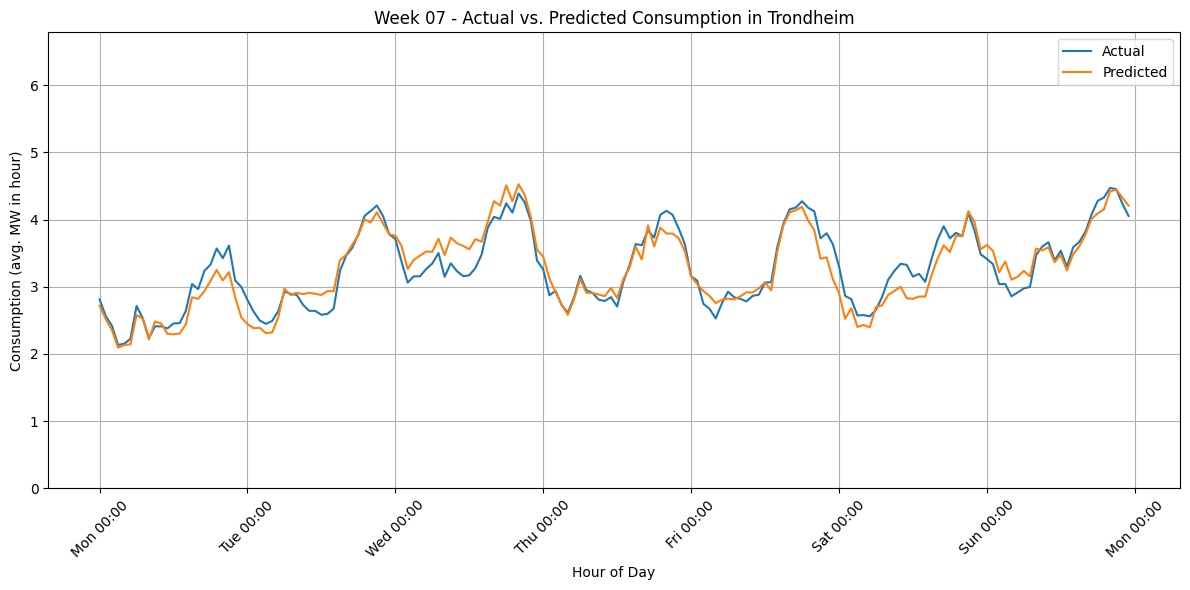 Week 07 - Actual vs. Predicted Consumption in Trondheim
Actual
Predicted
Consumption (avg. MW in hour)
6
5
4
3
2
1
0
Mon 00:00
Tue 00:00
Wed 00:00
Thu 00:00
Fri 00:00
Sat 00:00
Sun 00:00
Mon 00:00
Hour of Day